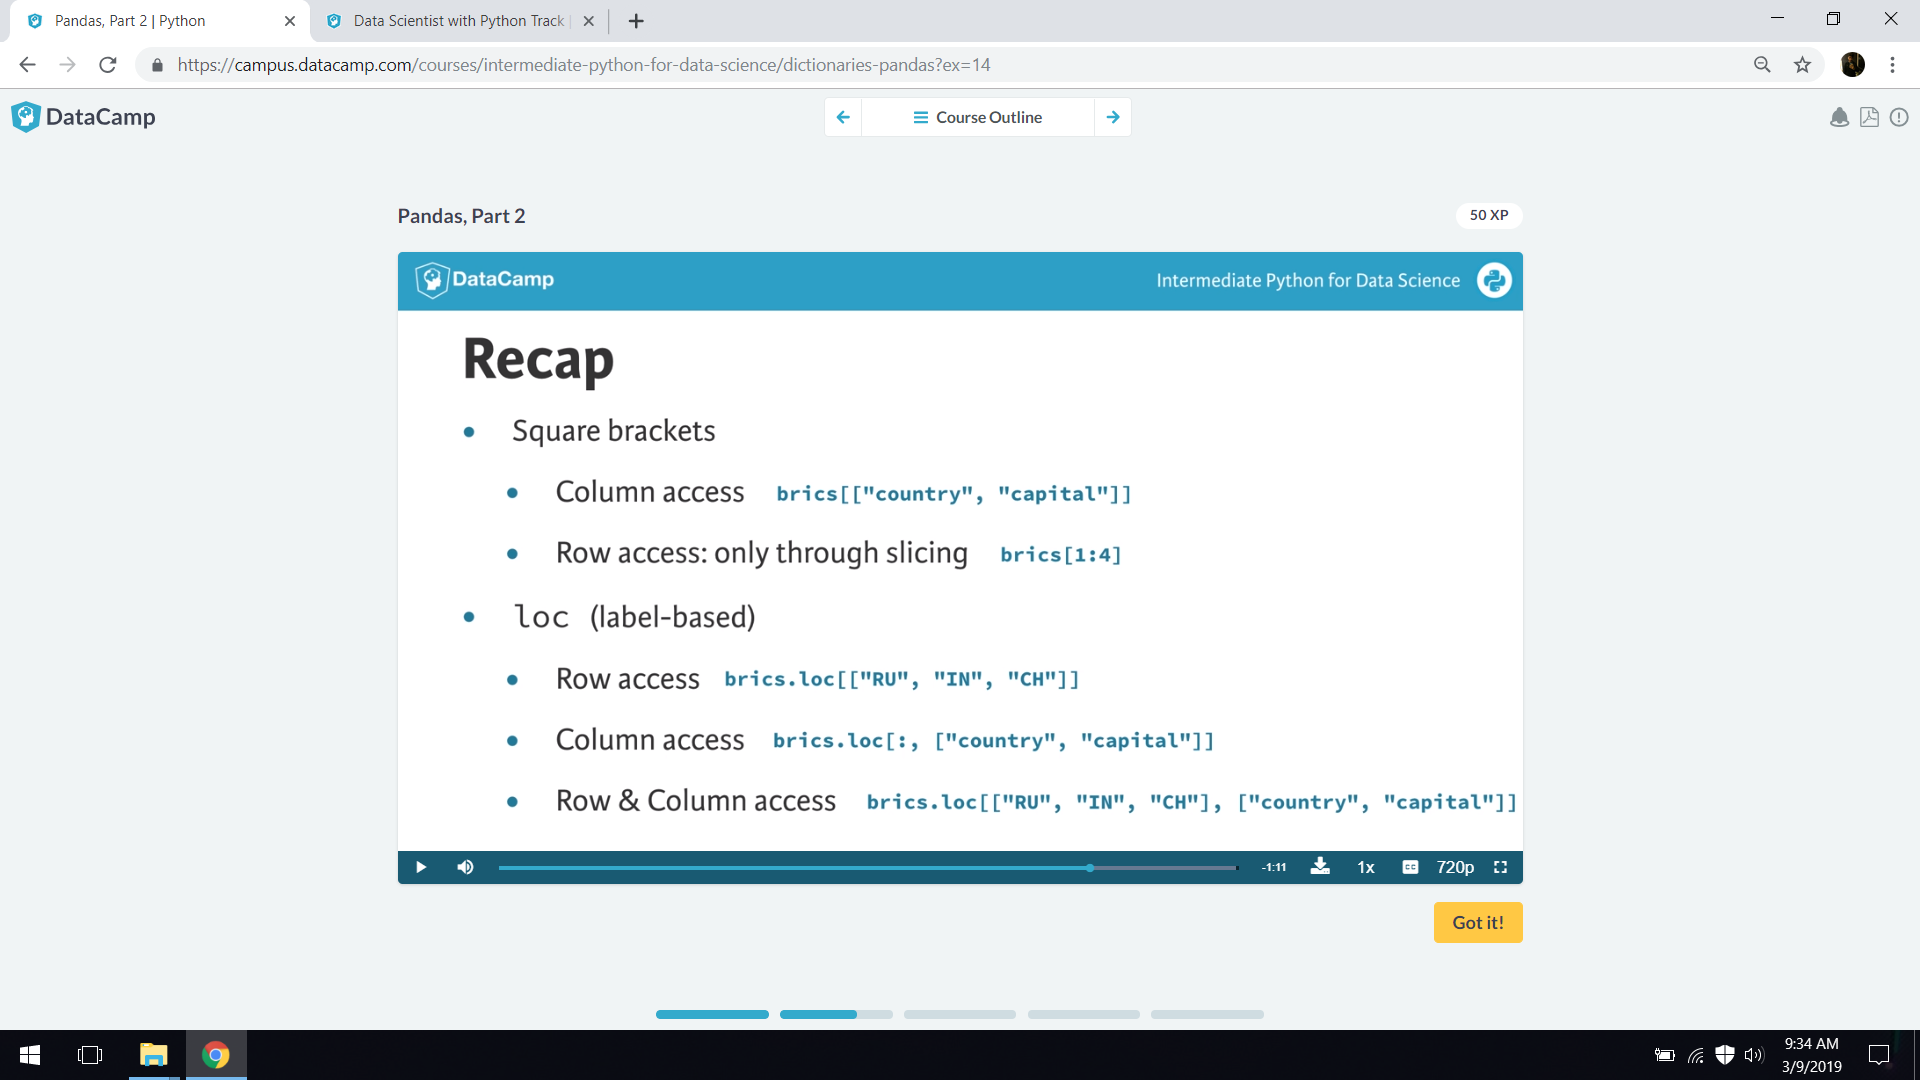 Pandas, Part 2 | Python
Data Scientist with Python Track
https://campus.datacamp.com/courses/intermediate-python-for-data-science/dictionaries-pandas?ex=14
DataCamp
Course Outline
Pandas, Part 2
50 XP
DataCamp
Intermediate Python for Data Science
Recap
Square brackets
Column access brics[["country", "capital"]]
Row access: only through slicing brics[1:4]
loc (label-based)
Row access brics.loc[["RU", "IN", "CH"]]
Column access brics.loc[:, ["country", "capital"]]
Row & Column access brics.loc[["RU", "IN", "CH"], ["country", "capital"]]
-1:11
1x
CC
720p
Got it!
9:34 AM
3/9/2019